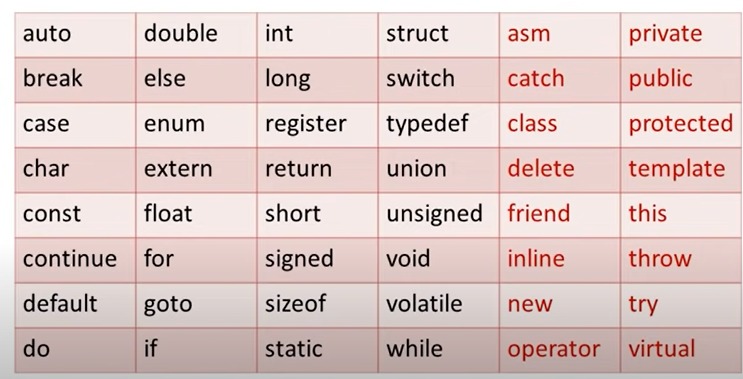 auto double int struct asm private
break else long switch catch public
case enum register typedef class protected
char extern return union delete template
const float short unsigned friend this
continue for signed void inline throw
default goto sizeof volatile new try
do if static while operator virtual